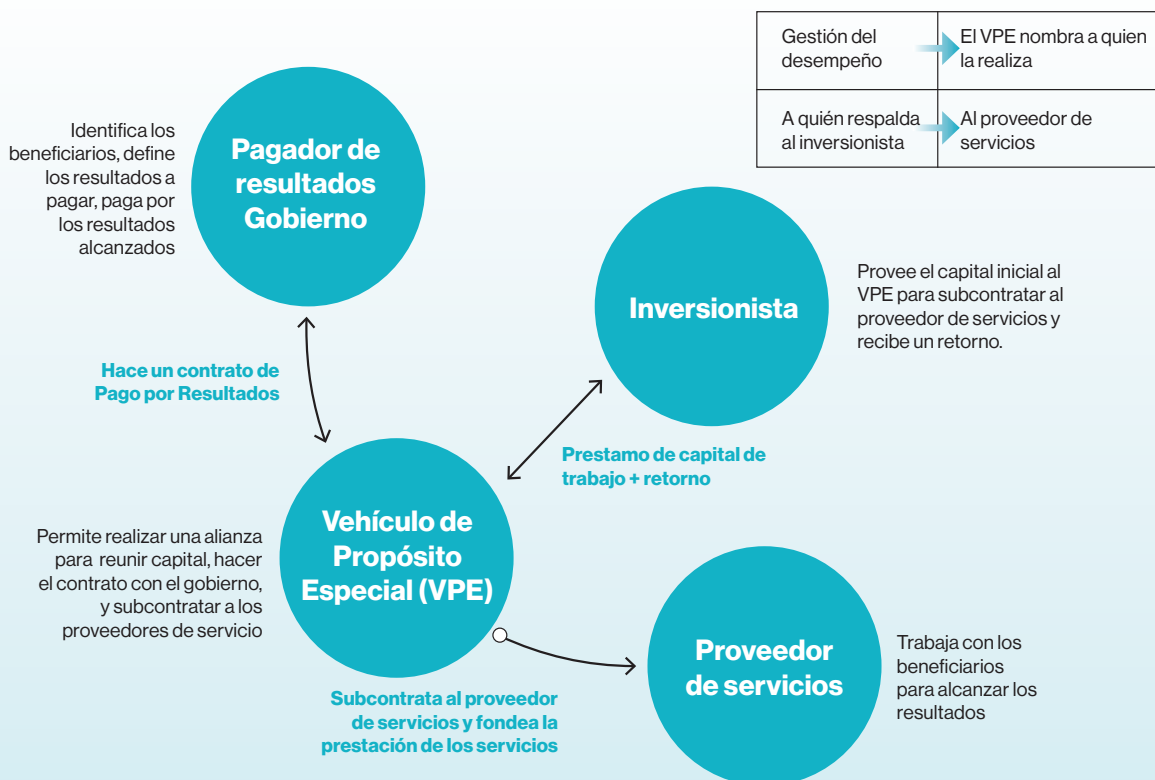 Gestión del
desempeño
El VPE nombra a quien
la realiza
A quién respalda
al inversionista
Al proveedor de
servicios
Identifica los
beneficiarios, define
los resultados a
pagar, paga por
los resultados
alcanzados
Pagador de
resultados
Gobierno
Inversionista
Provee el capital inicial al
VPE para subcontratar al
proveedor de servicios y
recibe un retorno.
Hace un contrato de
Pago por Resultados
Prestamo de capital de
trabajo + retorno
Permite realizar una alianza
para reunir capital, hacer
el contrato con el gobierno,
y subcontratar a los
proveedores de servicio
Vehículo de
Propósito
Especial (VPE)
Subcontrata al proveedor
de servicios y fondea la
prestación de los servicios
Proveedor
de servicios
Trabaja con los
beneficiarios
para alcanzar los
resultados